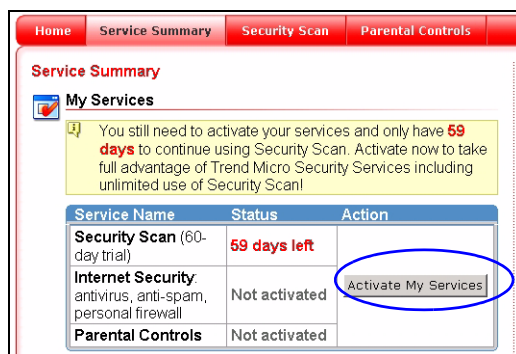 Home Service Summary Security Scan Parental Controls
Service Summary
My Services
You still need to activate your services and only have 59
days to continue using Security Scan. Activate now to take
full advantage of Trend Micro Security Services including
unlimited use of Security Scan!
Service Name Status Action
Security Scan (60-
day trial)
59 days left
Internet Security:
antivirus, anti-spam,
personal firewall
Not activated
Activate My Services
Parental Controls Not activated